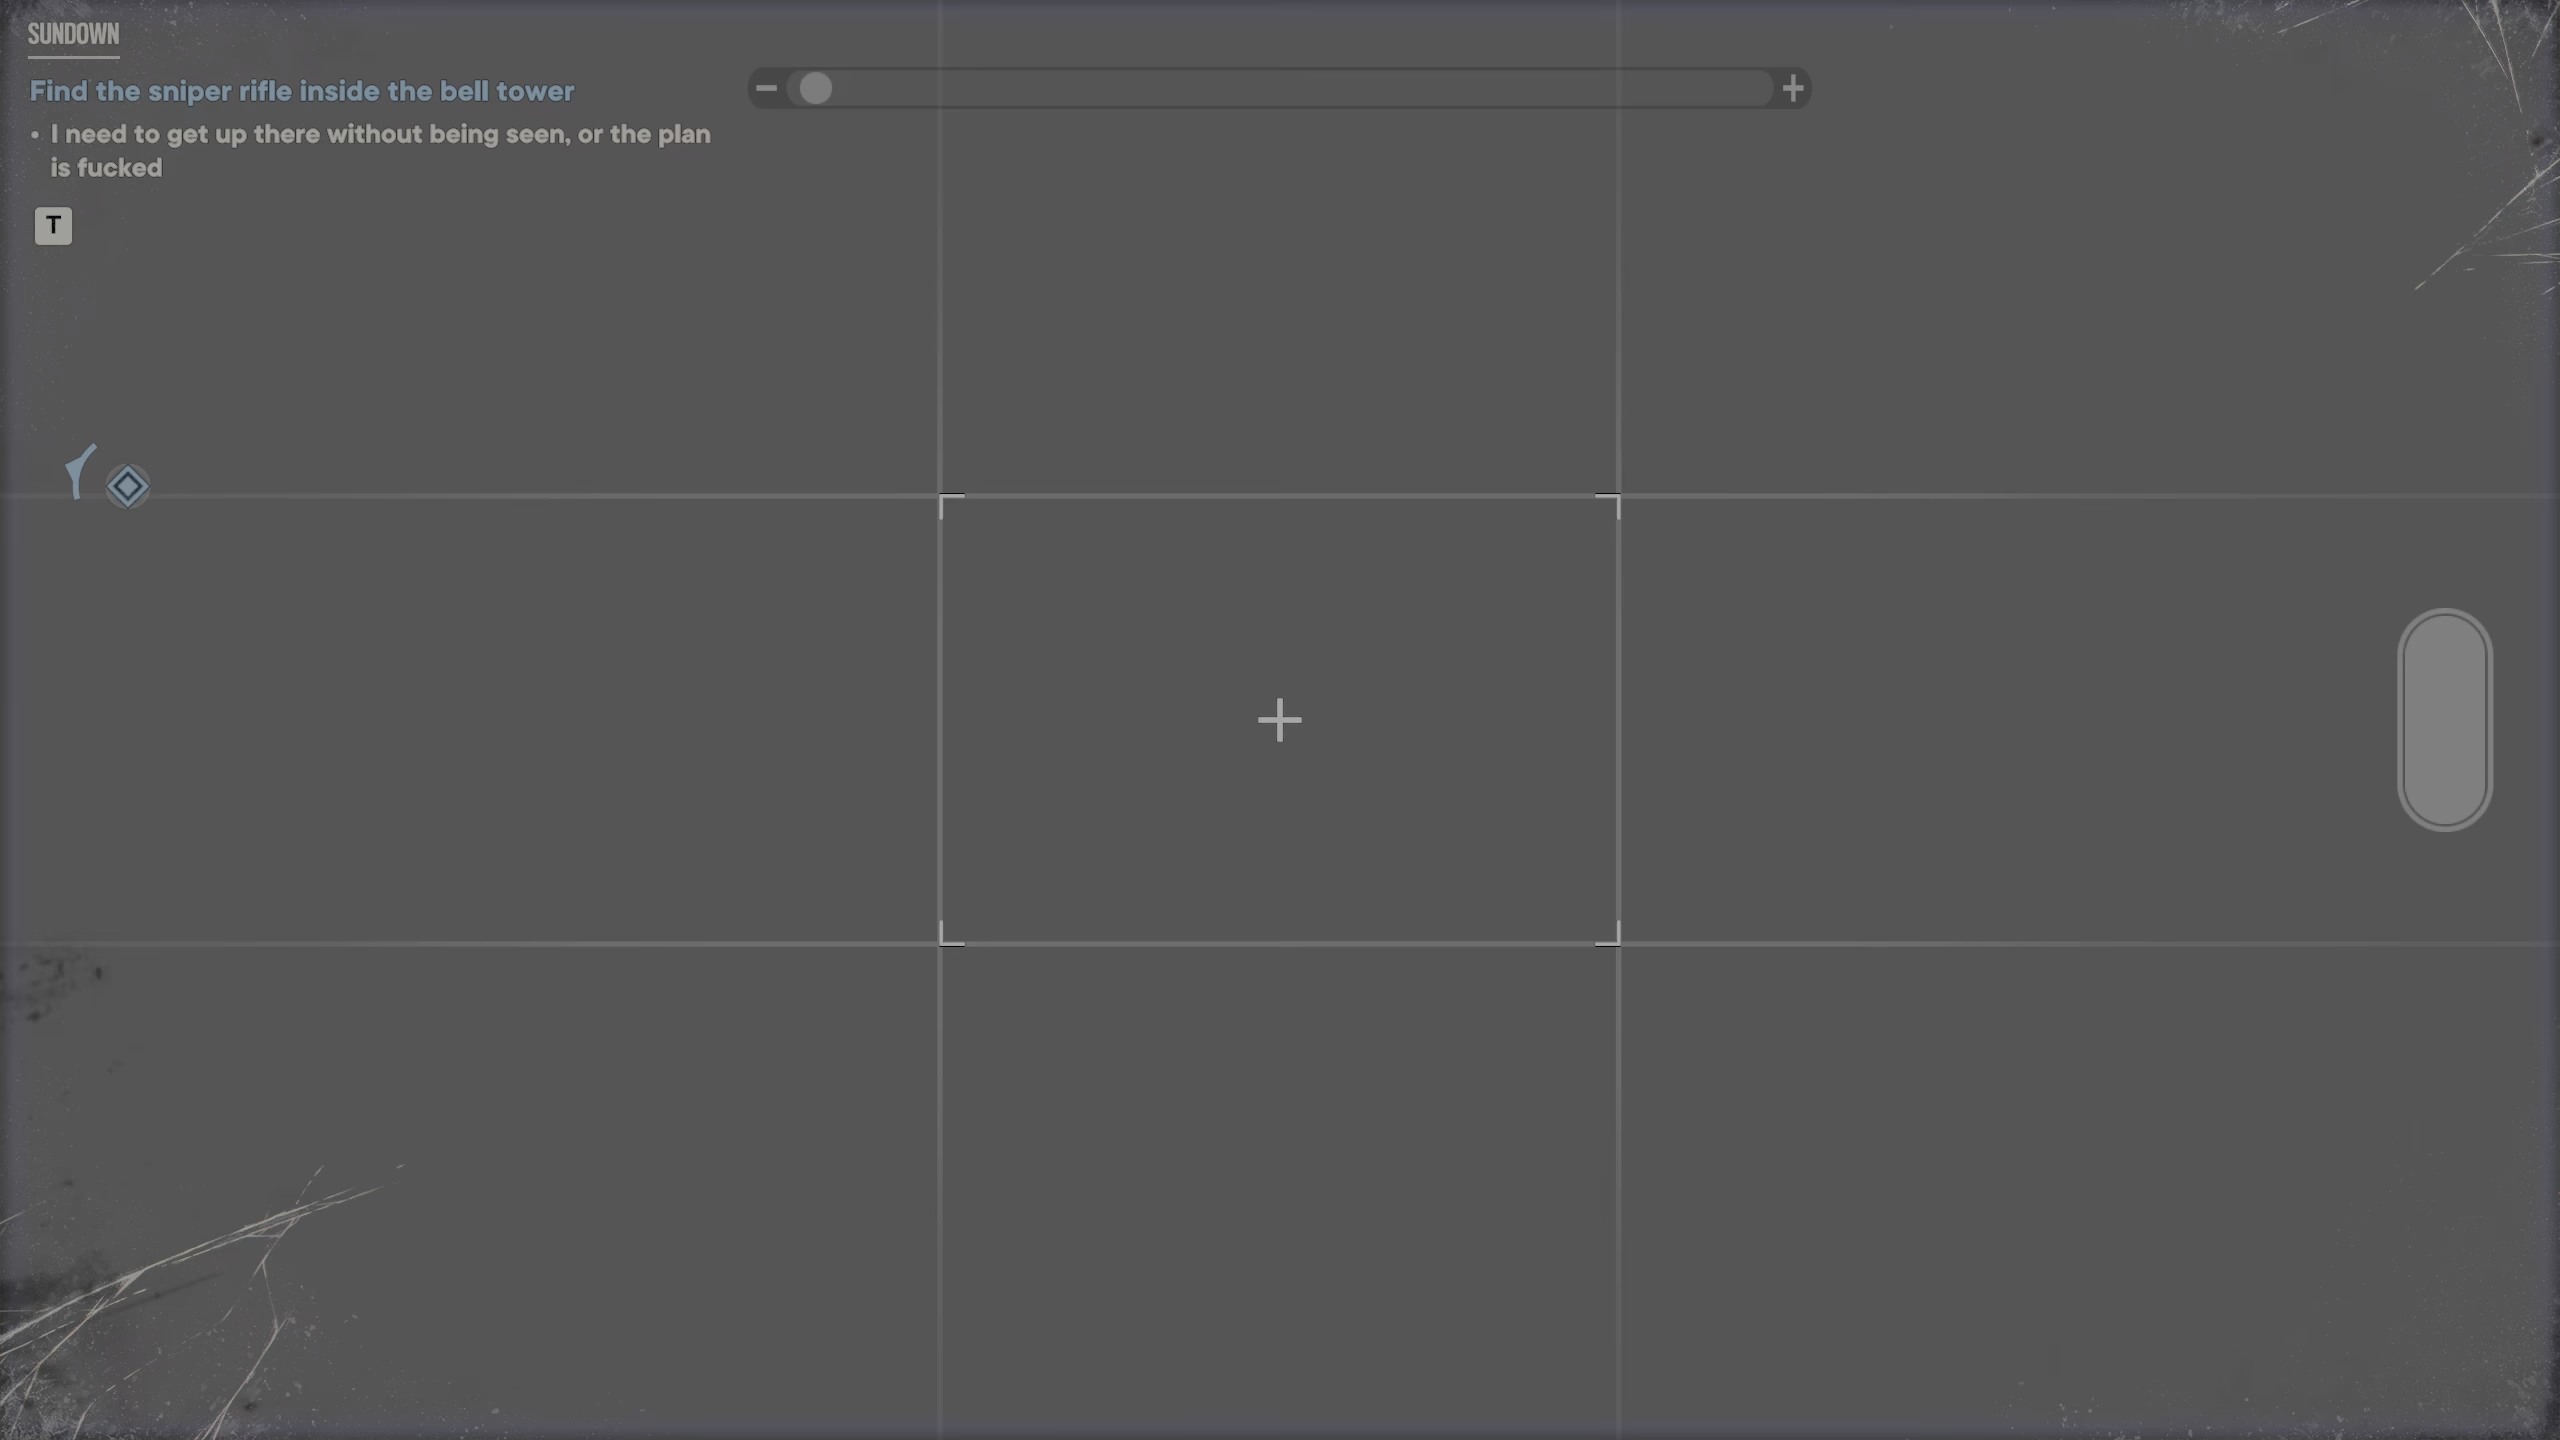 SUNDOWN
Find the sniper rifle inside the bell tower
• I need to get up there without being seen, or the plan
is fucked
T